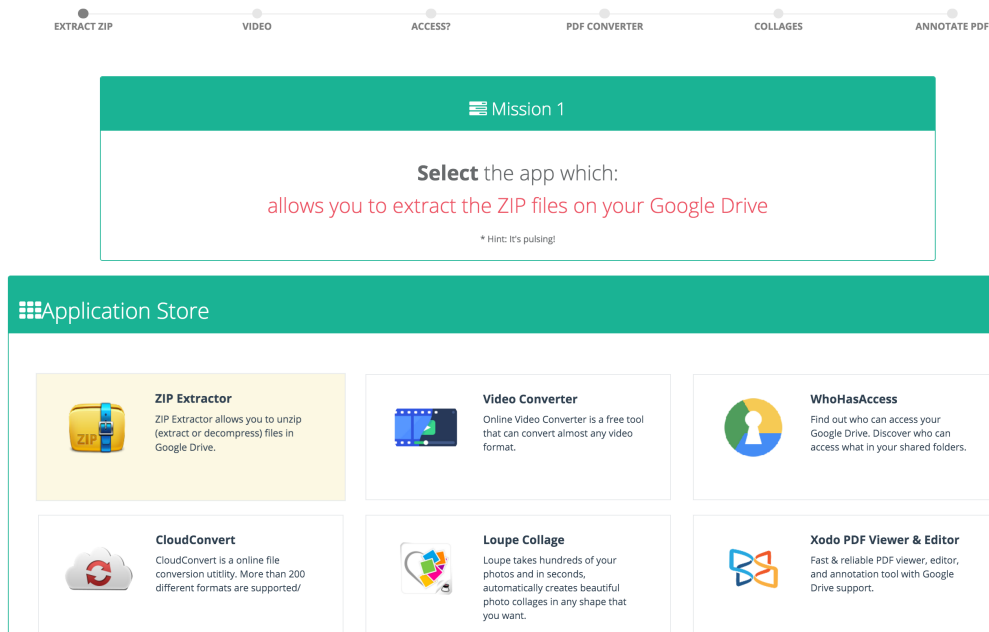 EXTRACT ZIP
VIDEO
ACCESS?
PDF CONVERTER
COLLAGES
ANNOTATE PDF
Mission 1
Select the app which:
allows you to extract the ZIP files on your Google Drive
* Hint: It's pulsing!
Application Store
ZIP
ZIP Extractor
ZIP Extractor allows you to unzip
(extract or decompress) files in
Google Drive.
Video Converter
Online Video Converter is a free tool
that can convert almost any video
format.
WhoHasAccess
Find out who can access your
Google Drive. Discover who can
access what in your shared folders.
CloudConvert
CloudConvert is a online file
conversion utitlity. More than 200
different formats are supported/
Loupe Collage
Loupe takes hundreds of your
photos and in seconds,
automatically creates beautiful
photo collages in any shape that
you want.
Xodo PDF Viewer & Editor
Fast & reliable PDF viewer, editor,
and annotation tool with Google
Drive support.